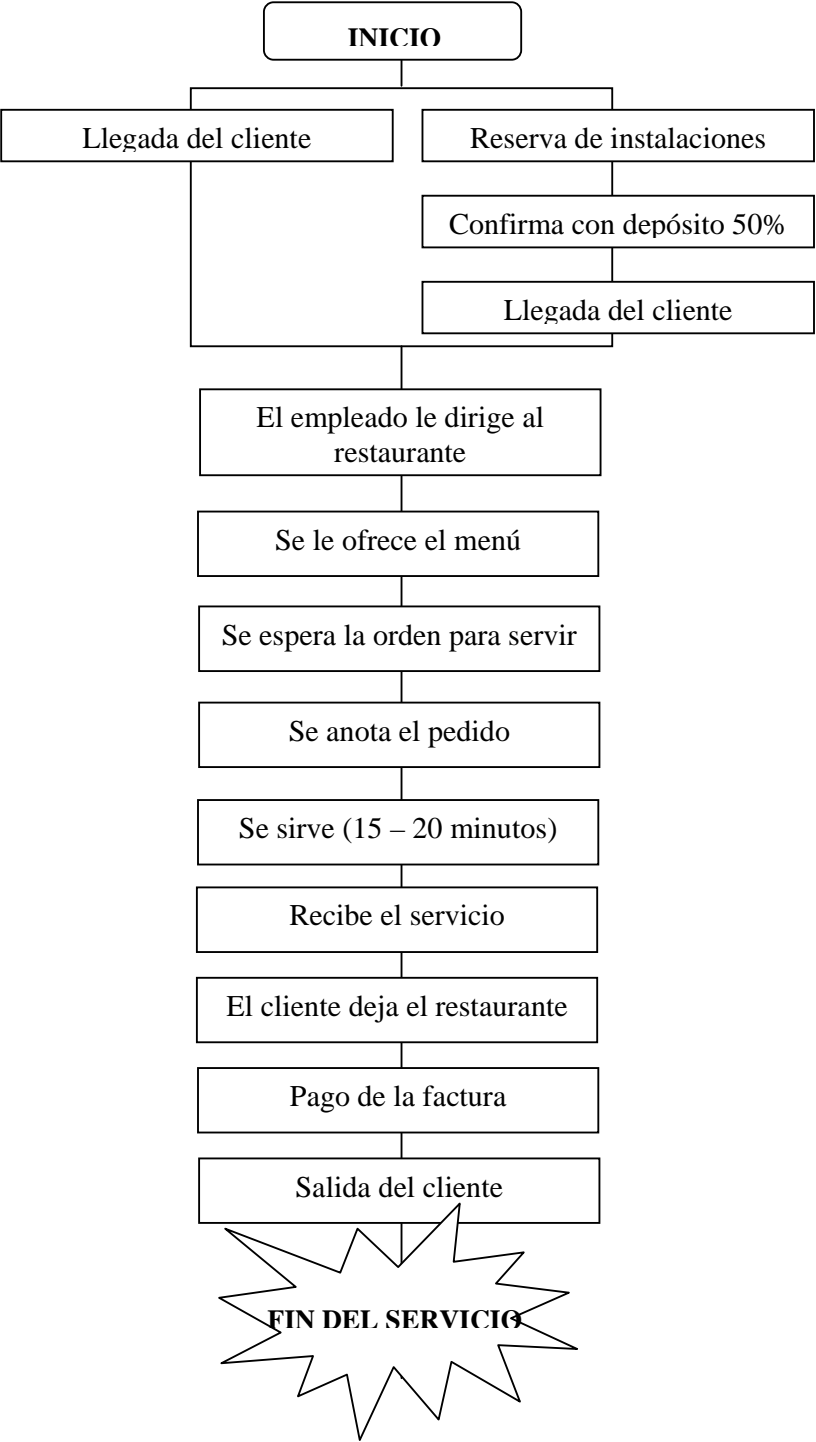 INICIO
Llegada del cliente
Reserva de instalaciones
Confirma con depósito 50%
Llegada del cliente
El empleado le dirige al
restaurante
Se le ofrece el menú
Se espera la orden para servir
Se anota el pedido
Se sirve (15 – 20 minutos)
Recibe el servicio
El cliente deja el restaurante
Pago de la factura
Salida del cliente
FIN DEL SERVICIO